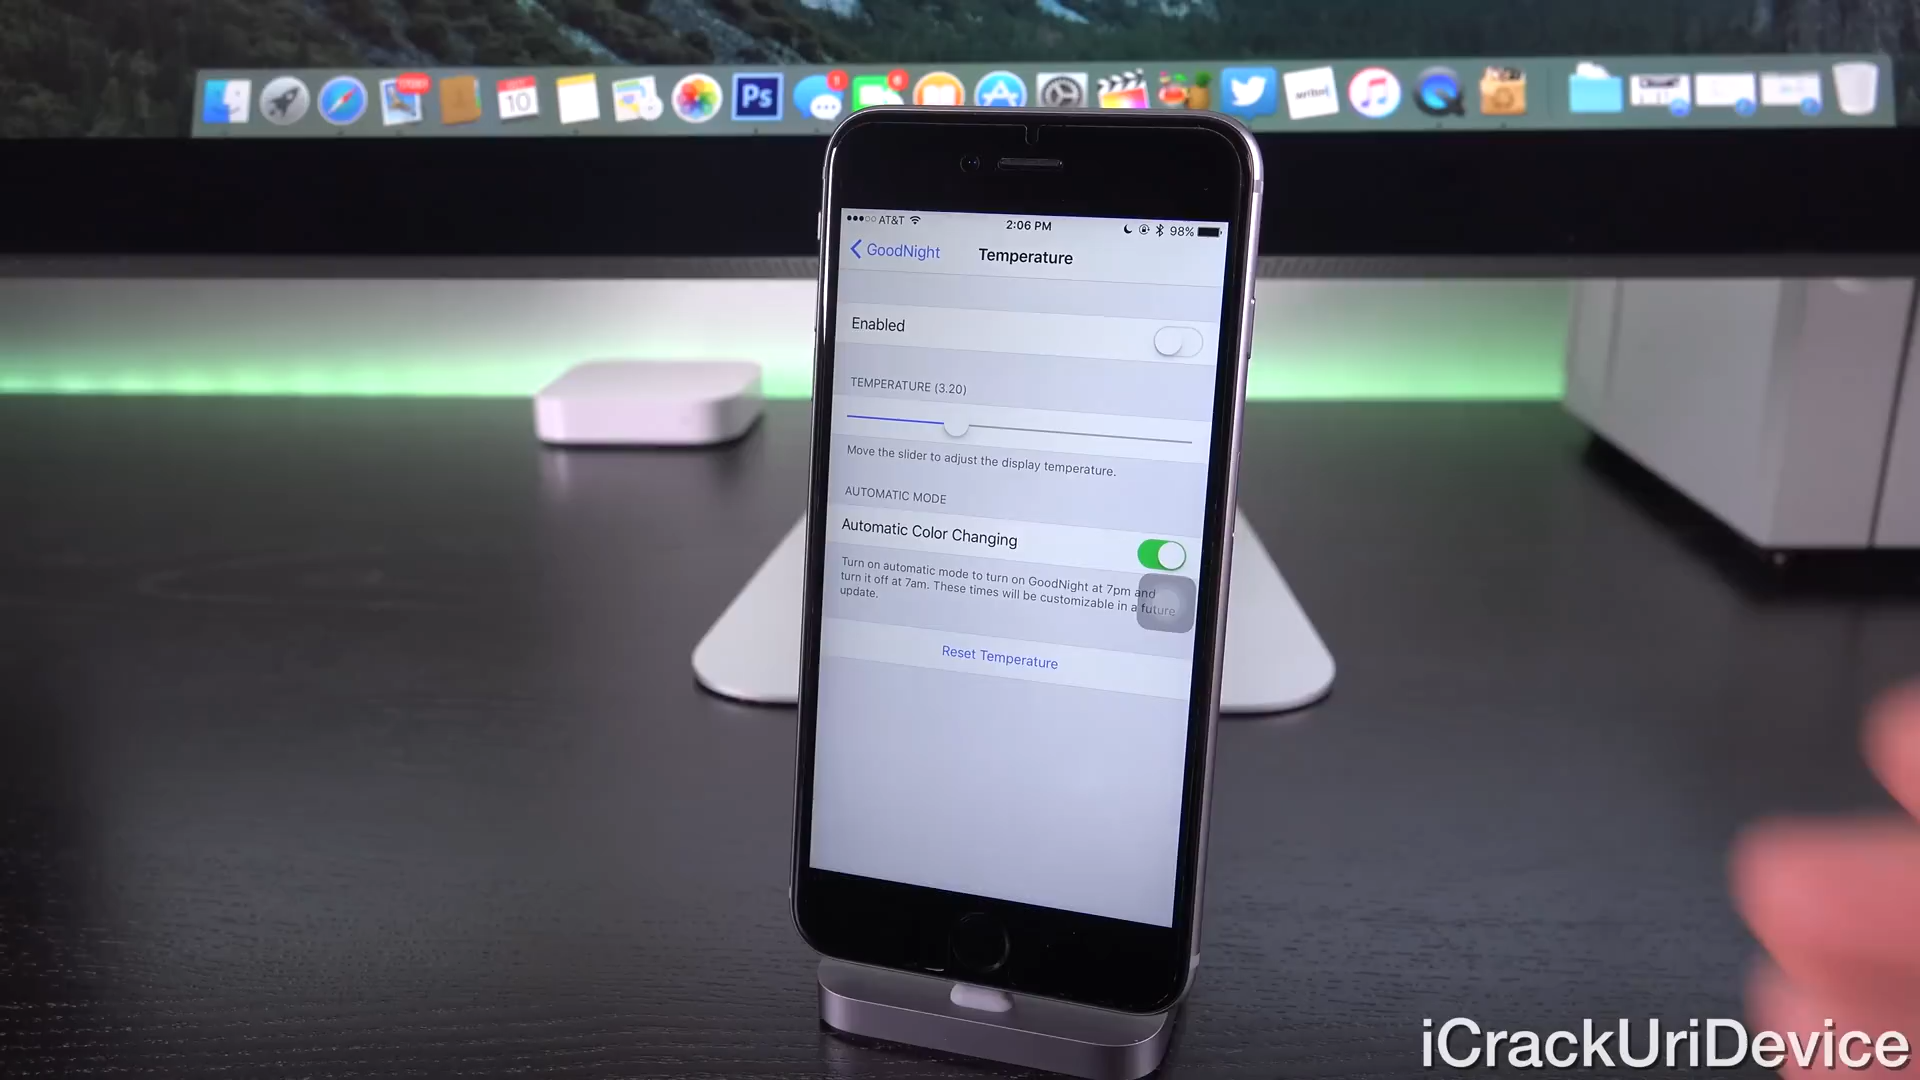 Ps
10
AT&T
2:06 PM
98%
GoodNight
Temperature
Enabled
TEMPERATURE (3.20)
Move the slider to adjust the display temperature.
AUTOMATIC MODE
Automatic Color Changing
Turn on automatic mode to turn on GoodNight at 7pm and
turn it off at 7am. These times will be customizable in a future
update.
Reset Temperature
iCrackUriDevice